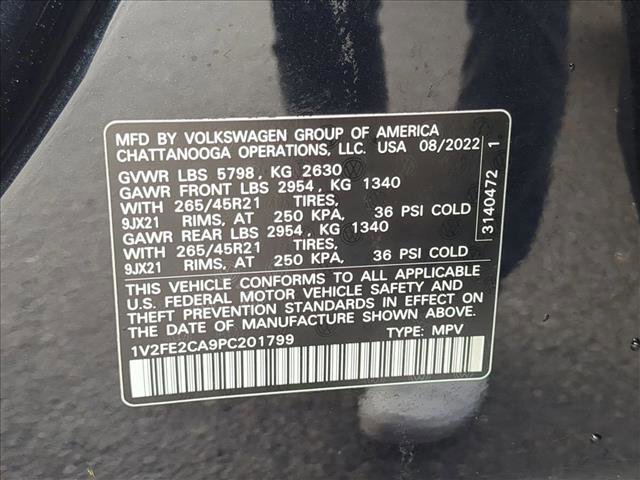 MFD BY VOLKSWAGEN GROUP OF AMERICA
CHATTANOOGA OPERATIONS, LLC. USA 08/2022
GVWR LBS 5798, KG 2630
GAWR FRONT LBS 2954, KG 1340
WITH 265/45R21 TIRES,
9JX21 RIMS, AT 250 KPA, 36 PSI COLD
GAWR REAR LBS 2954, KG 1340
WITH 265/45R21 TIRES,
9JX21 RIMS, AT 250 KPA, 36 PSI COLD
THIS VEHICLE CONFORMS TO ALL APPLICABLE
U.S. FEDERAL MOTOR VEHICLE SAFETY AND
THEFT PREVENTION STANDARDS IN EFFECT ON
THE DATE OF MANUFACTURE SHOWN ABOVE.
1V2FE2CA9PC201799 TYPE: MPV
3140472 1